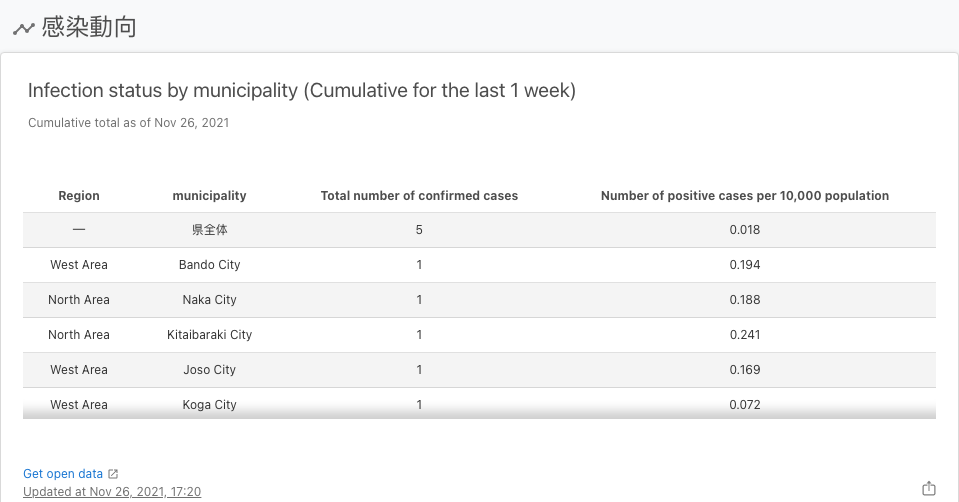 感染動向
Infection status by municipality (Cumulative for the last 1 week)
Cumulative total as of Nov 26, 2021
Region municipality Total number of confirmed cases Number of positive cases per 10,000 population
— 県全体 5 0.018
West Area Bando City 1 0.194
North Area Naka City 1 0.188
North Area Kitaibaraki City 1 0.241
West Area Joso City 1 0.169
West Area Koga City 1 0.072
Get open data
Updated at Nov 26, 2021, 17:20